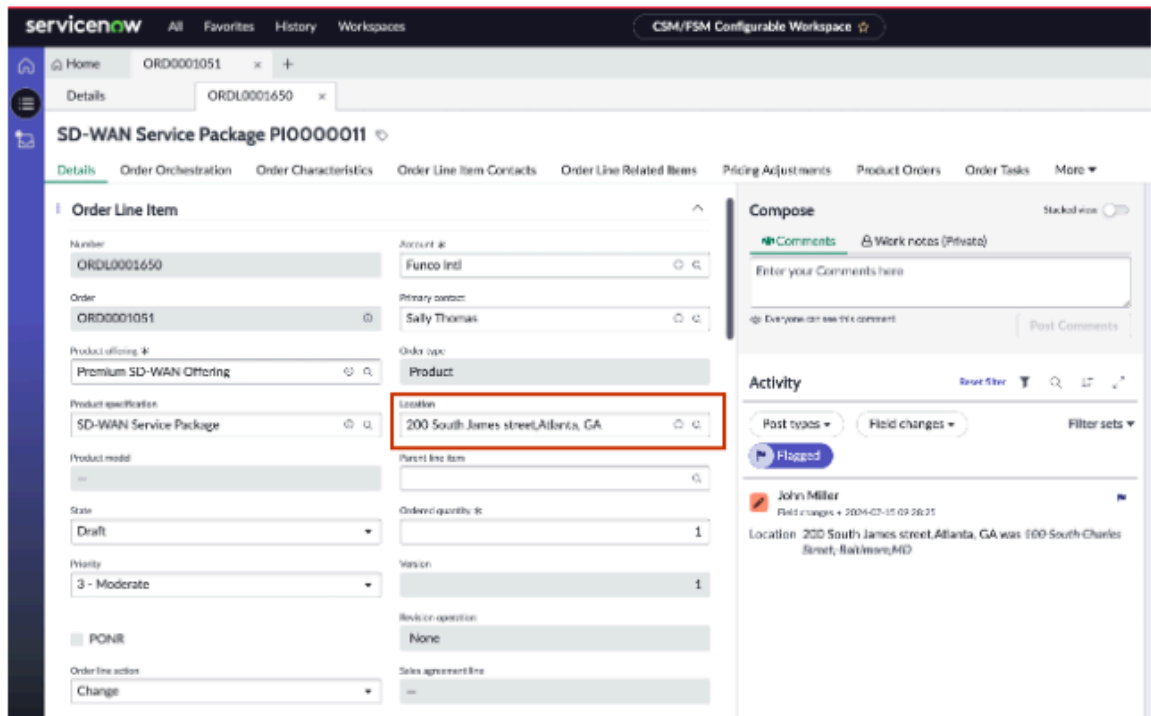 servicenow All Favorites History Workspaces CSM/FSM Configurable Workspace
Home ORD0001051
Details ORDL0001650
SD-WAN Service Package PI0000011
Details Order Orchestration Order Characteristics Order Line Item Contacts Order Line Related Items Pricing Adjustments Product Orders Order Tasks More
Order Line Item
Number
ORDL0001650
Account
Funco Intl
Order
ORD0001051
Primary contact
Sally Thomas
Product offering
Premium SD-WAN Offering
Order type
Product
Product specification
SD-WAN Service Package
Location
200 South James street,Atlanta, GA
Product model
—
Parent line item
State
Draft
Ordered quantity
1
Priority
3 - Moderate
Version
1
PONR
Revision operation
None
Order line action
Change
Sales agreement line
—
Compose Stacked view
Comments Work notes (Private)
Enter your Comments here
Everyone can see this comment
Post Comments
Activity Reset filter
Post types Field changes Filter sets
Flagged
John Miller
Field changes • 2024-02-15 09:28:25
Location 200 South James street,Atlanta, GA was 100 South Charles
Street, Baltimore,MD